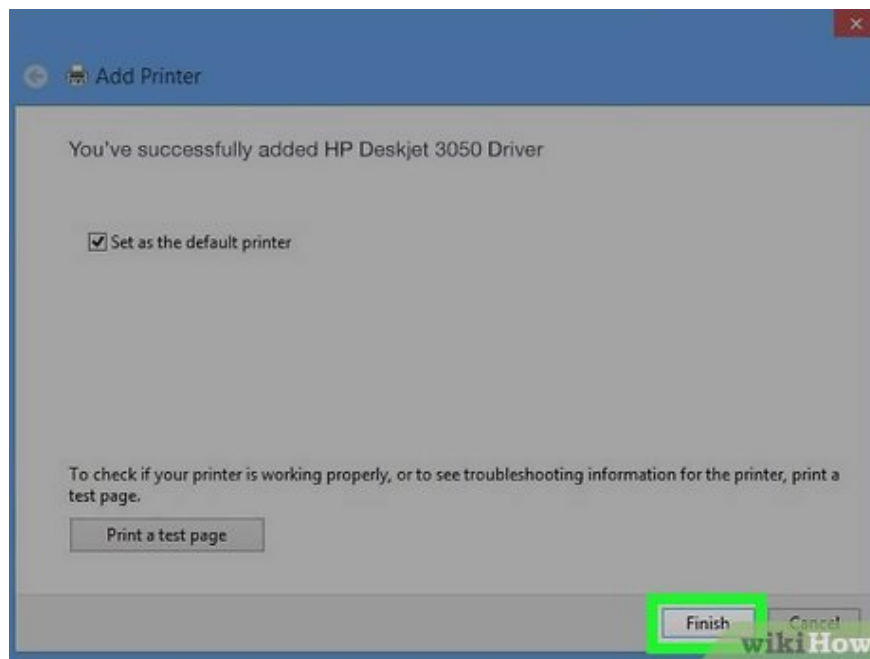 Add Printer
You've successfully added HP Deskjet 3050 Driver
Set as the default printer
To check if your printer is working properly, or to see troubleshooting information for the printer, print a
test page.
Print a test page
Finish
Cancel
wikiHow